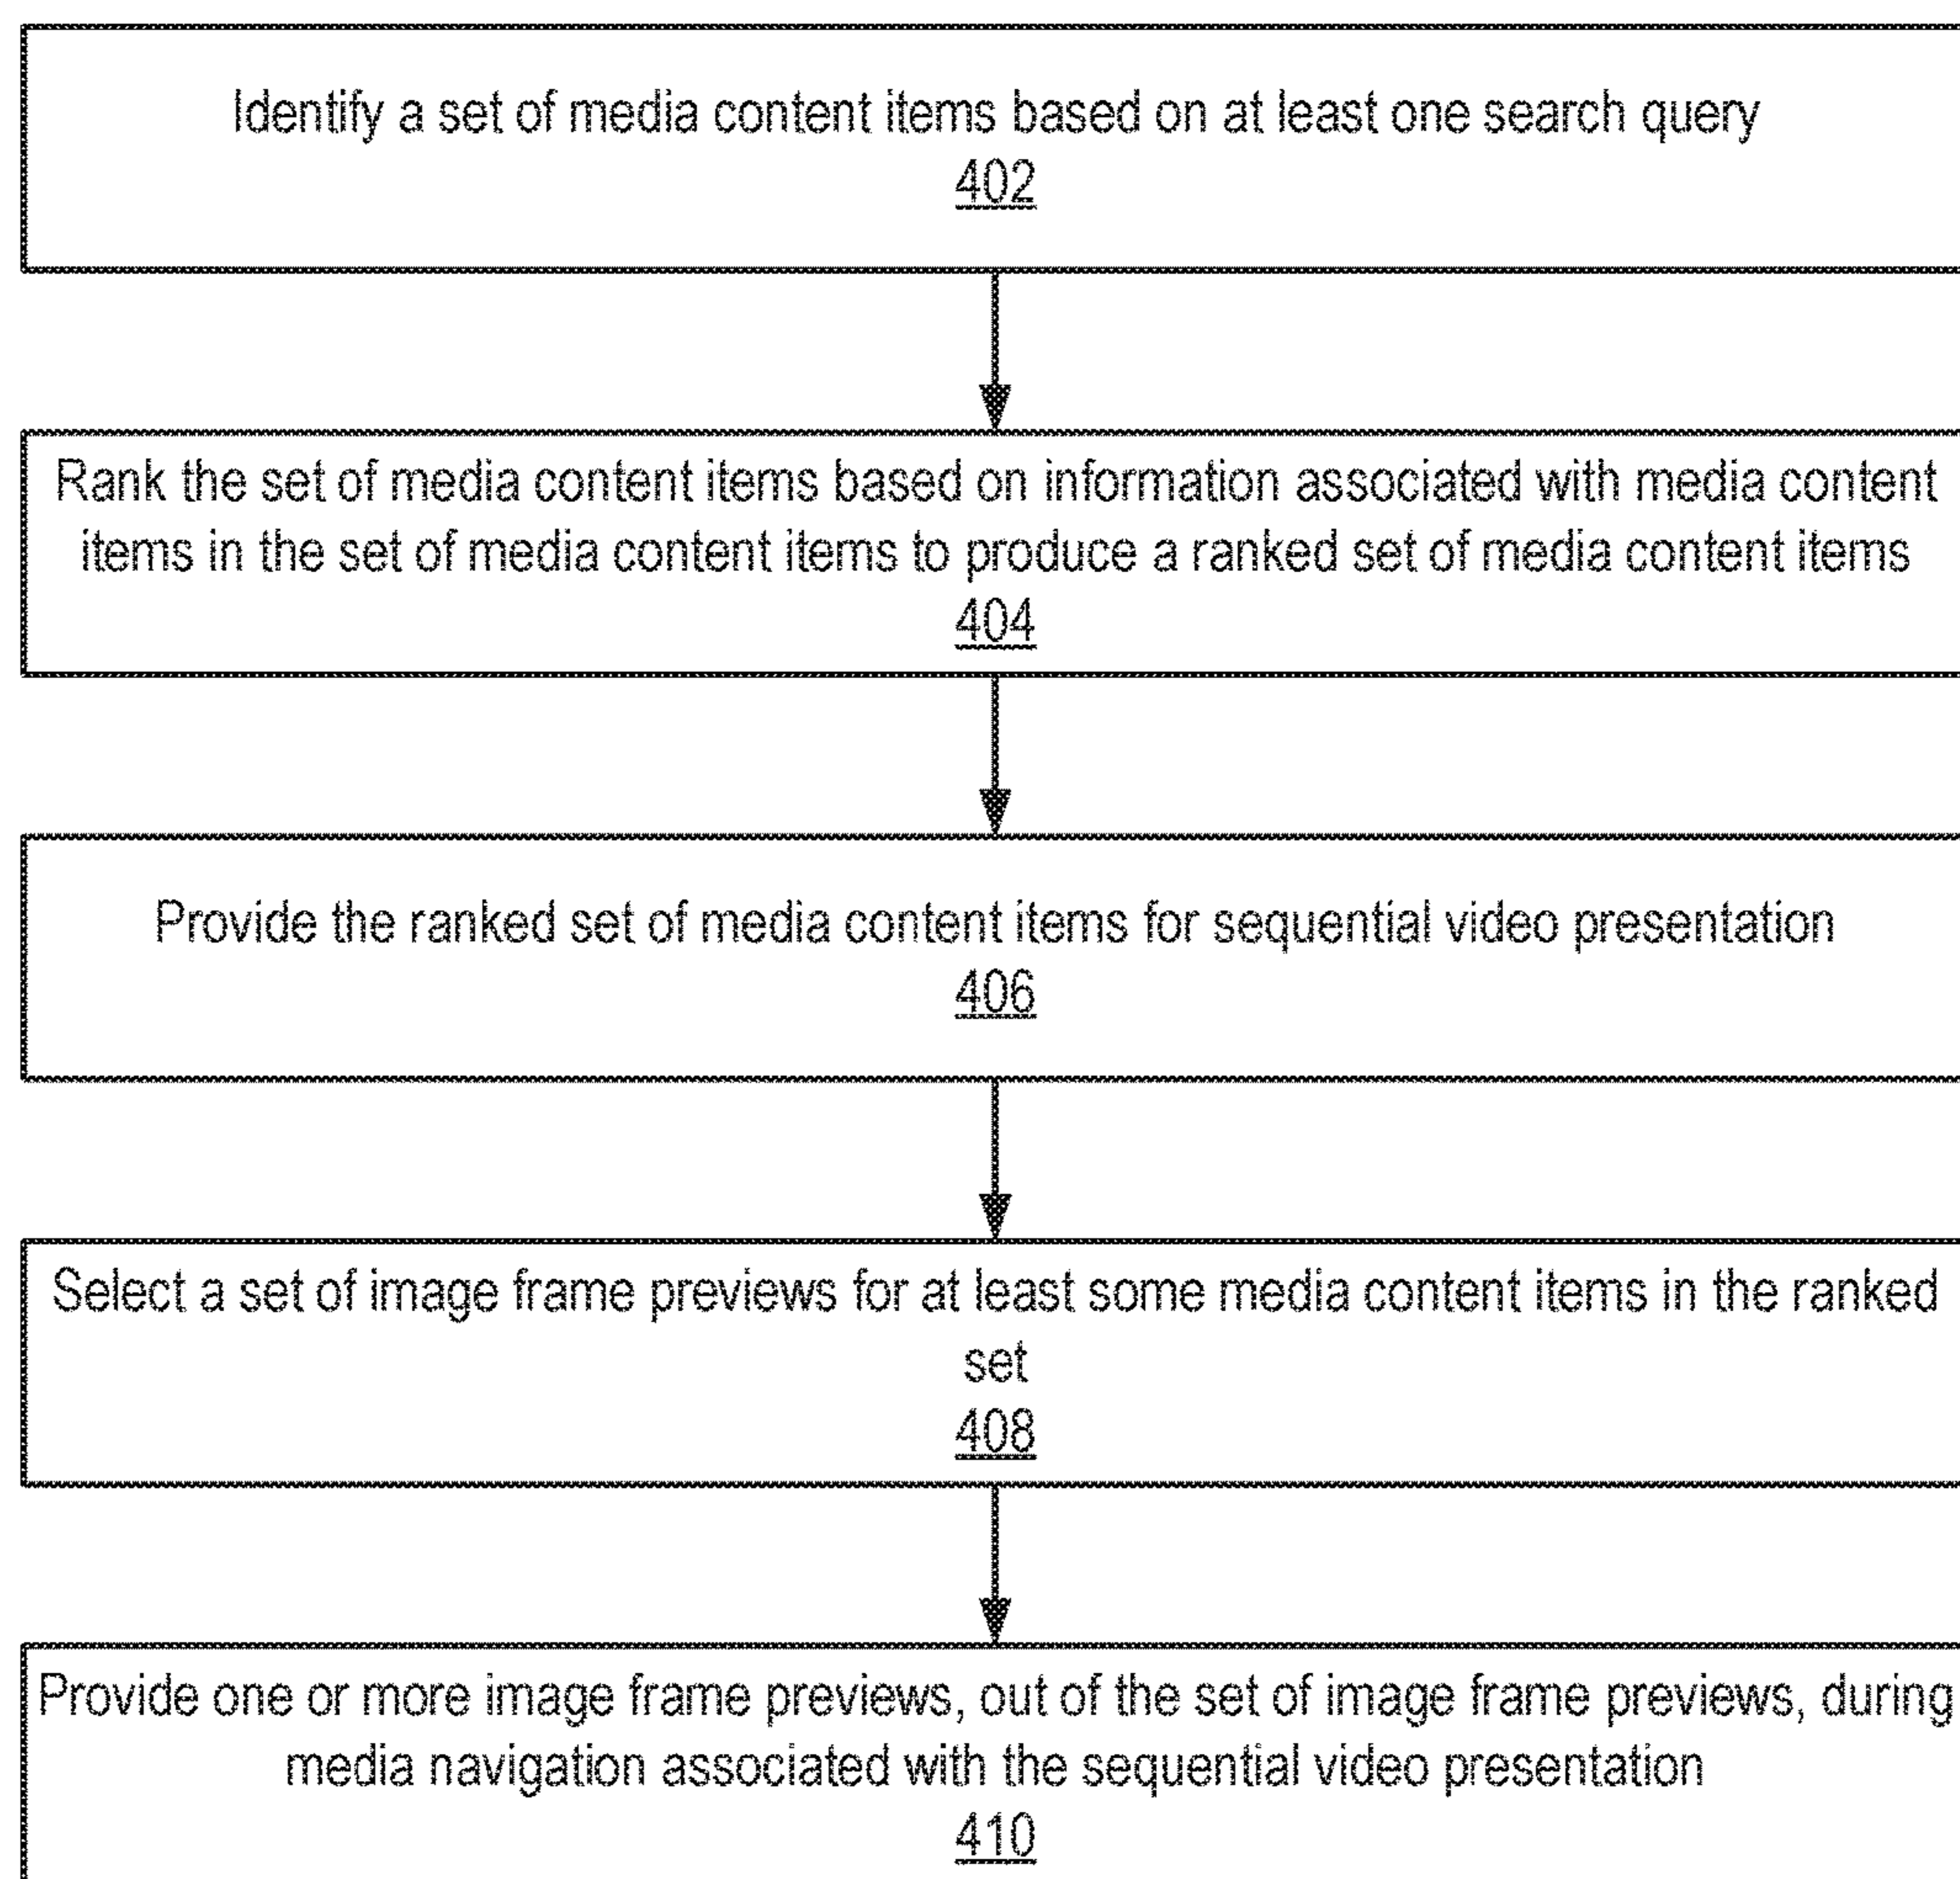 Identify a set of media content items based on at least one search query
402
Rank the set of media content items based on information associated with media content
items in the set of media content items to produce a ranked set of media content items
404
Provide the ranked set of media content items for sequential video presentation
406
Select a set of image frame previews for at least some media content items in the ranked
set
408
Provide one or more image frame previews, out of the set of image frame previews, during
media navigation associated with the sequential video presentation
410